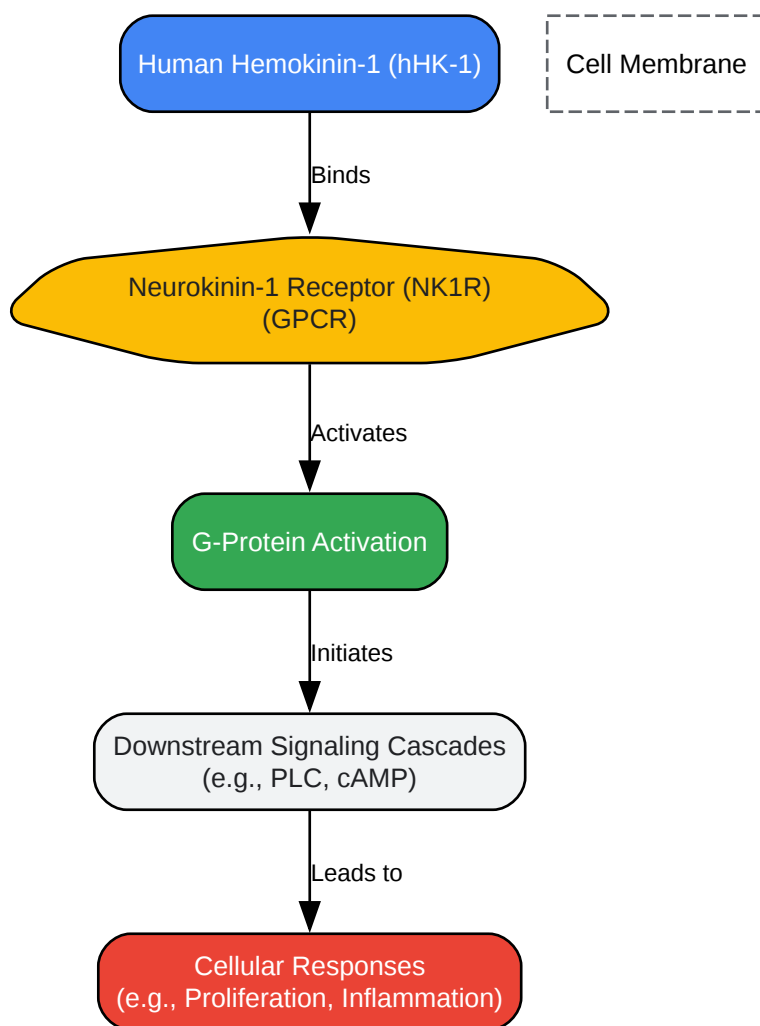 Human Hemokinin-1 (hHK-1)
Cell Membrane
Binds
Neurokinin-1 Receptor (NK1R)
(GPCR)
Activates
G-Protein Activation
Initiates
Downstream Signaling Cascades
(e.g., PLC, cAMP)
Leads to
Cellular Responses
(e.g., Proliferation, Inflammation)